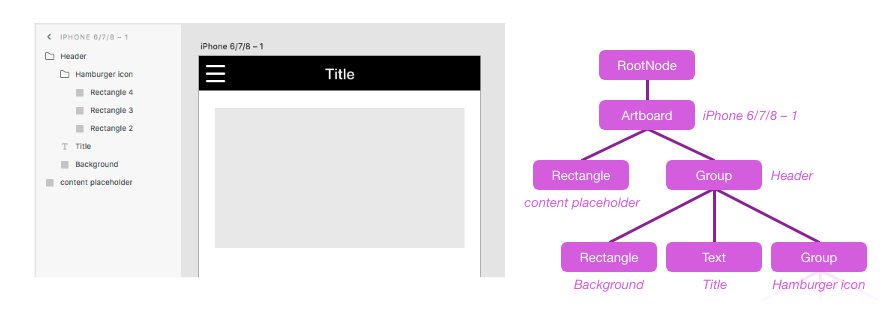 IPHONE 6/7/8 – 1
Header
Hamburger icon
Rectangle 4
Rectangle 3
Rectangle 2
T Title
Background
content placeholder
iPhone 6/7/8 – 1
Title
RootNode
Artboard iPhone 6/7/8 – 1
Rectangle Group Header
content placeholder
Rectangle Text Group
Background Title Hamburger icon